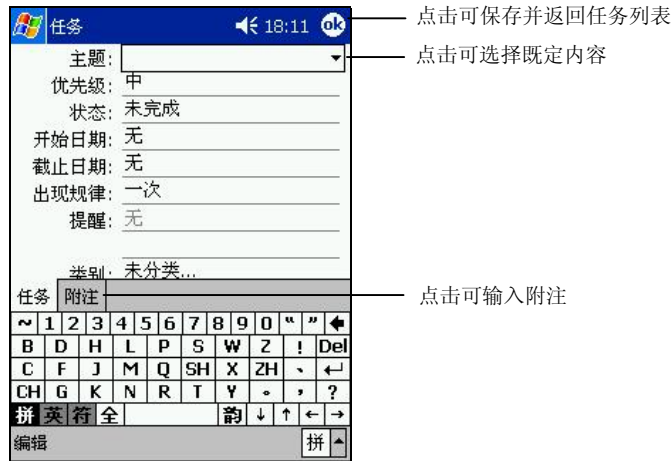 任务 18:11 ok 点击可保存并返回任务列表
主题: 点击可选择既定内容
优先级: 中
状态: 未完成
开始日期: 无
截止日期: 无
出现规律: 一次
提醒: 无
类别: 未分类...
任务 附注 点击可输入附注
~ 1 2 3 4 5 6 7 8 9 0 “ ”
B D H L P S W Z ! Del
C F J M Q SH X ZH 、
CH G K N R T Y 。 , ?
拼 英 符 全 韵 ↓ ↑ ← →
编辑 拼